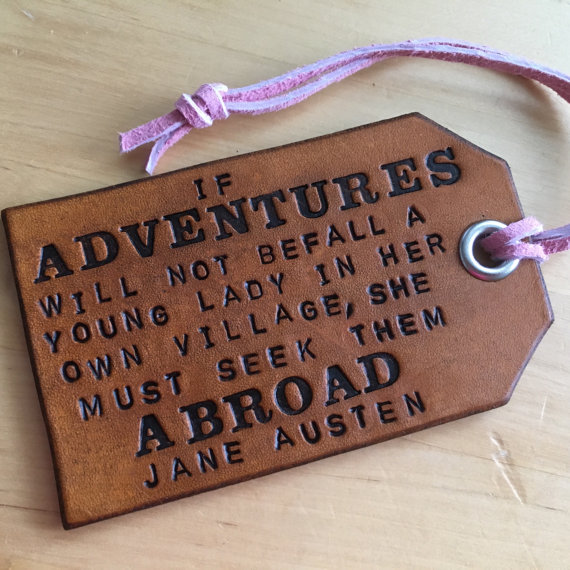 IF
ADVENTURES
WILL NOT BEFALL A
YOUNG LADY IN HER
OWN VILLAGE, SHE
MUST SEEK THEM
ABROAD
JANE AUSTEN